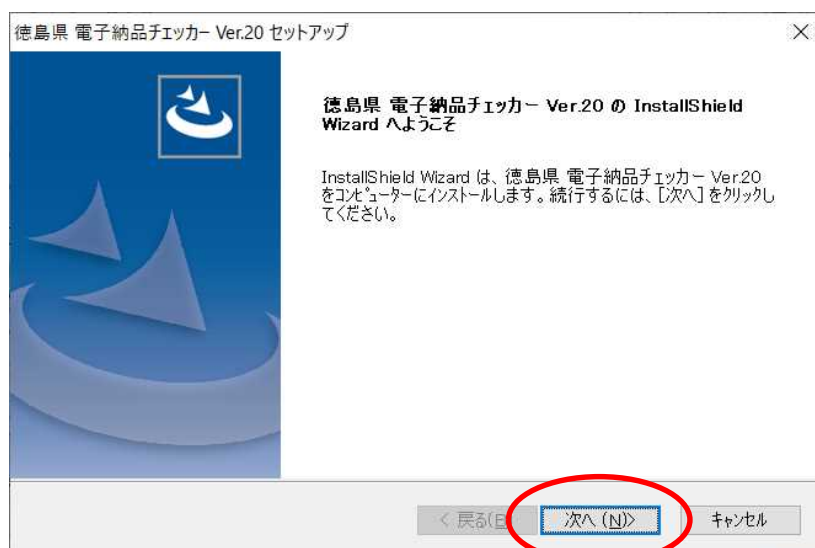 徳島県 電子納品チェッカー Ver.20 セットアップ
徳島県 電子納品チェッカー Ver.20 の InstallShield
Wizard へようこそ
InstallShield Wizard は、徳島県 電子納品チェッカー Ver.20
をコンピューターにインストールします。続行するには、[次へ] をクリックし
てください。
< 戻る(B
次へ (N)>
キャンセル